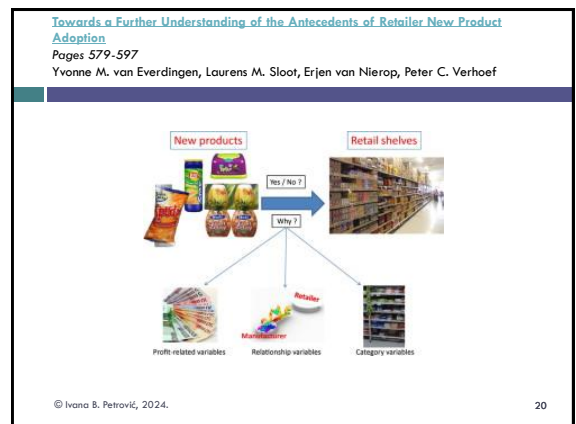 Towards a Further Understanding of the Antecedents of Retailer New Product
Adoption
Pages 579-597
Yvonne M. van Everdingen, Laurens M. Sloot, Erjen van Nierop, Peter C. Verhoef
New products
Retail shelves
Yes / No ?
Why ?
Retailer
Manufacturer
Profit-related variables
Relationship variables
Category variables
© Ivana B. Petrović, 2024.
20